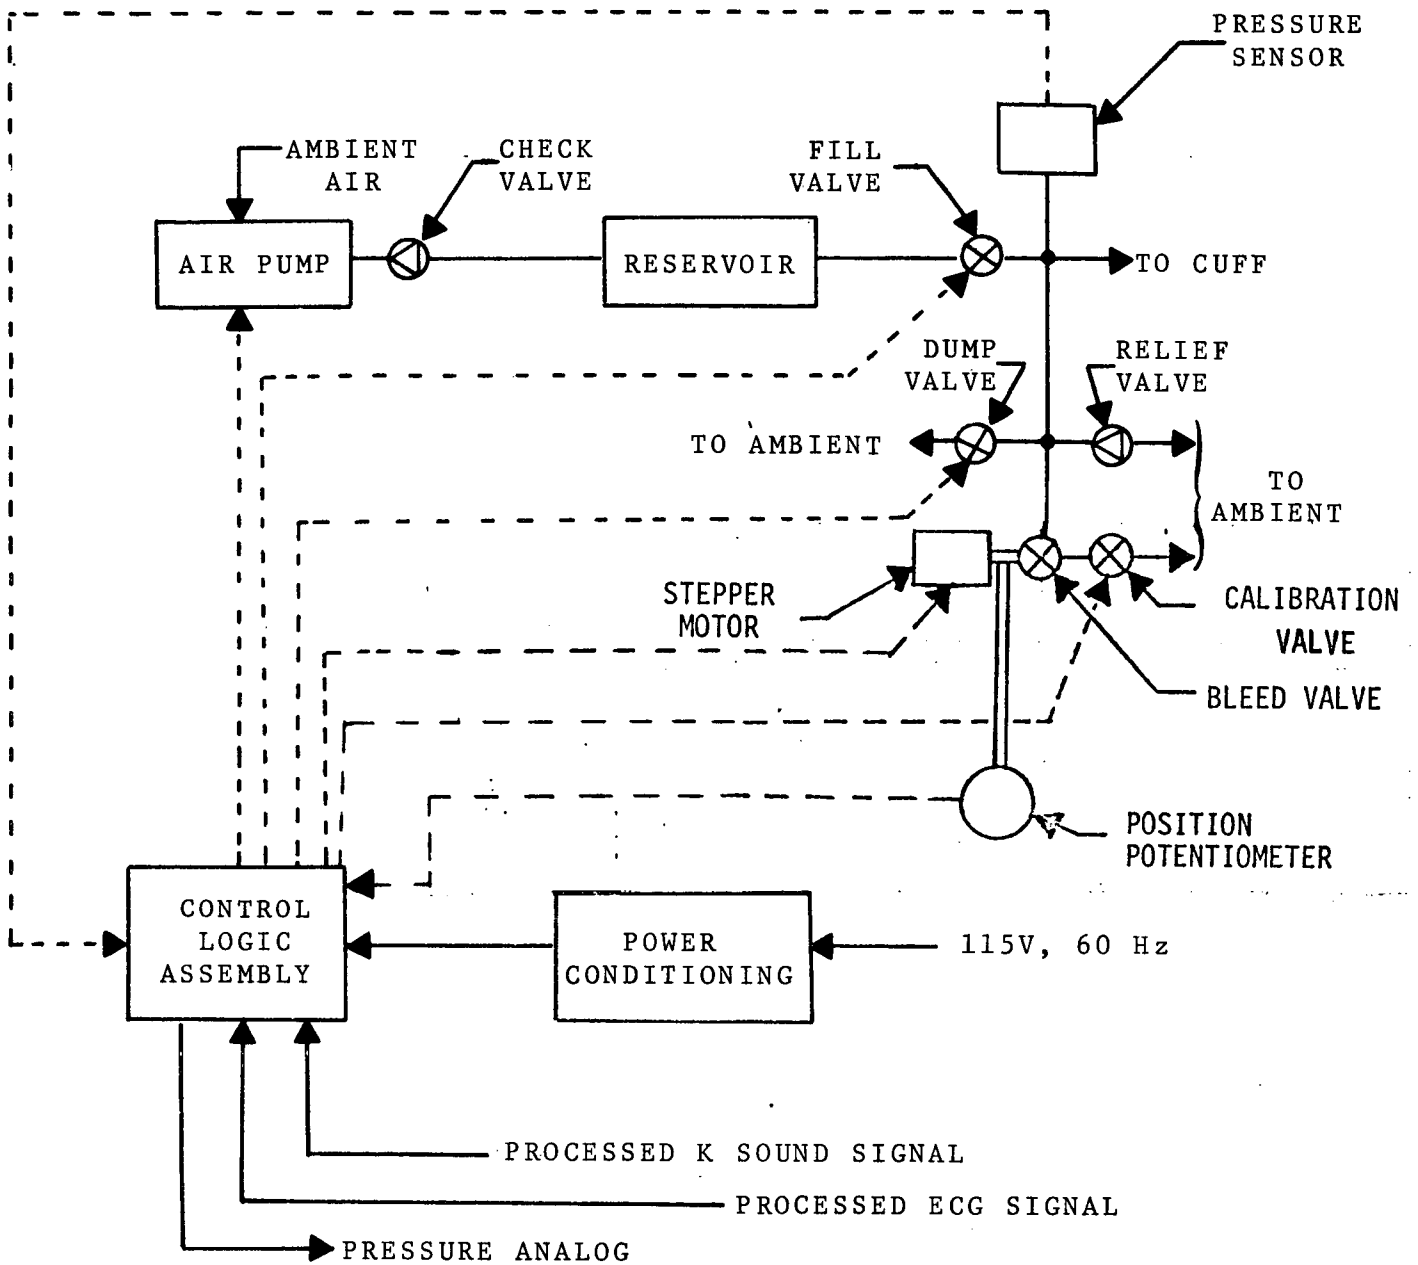 PRESSURE
SENSOR
AMBIENT
AIR
CHECK
VALVE
FILL
VALVE
AIR PUMP
RESERVOIR
TO CUFF
DUMP
VALVE
RELIEF
VALVE
TO AMBIENT
TO
AMBIENT
STEPPER
MOTOR
CALIBRATION
VALVE
BLEED VALVE
POSITION
POTENTIOMETER
CONTROL
LOGIC
ASSEMBLY
POWER
CONDITIONING
115V, 60 Hz
PROCESSED K SOUND SIGNAL
PROCESSED ECG SIGNAL
PRESSURE ANALOG